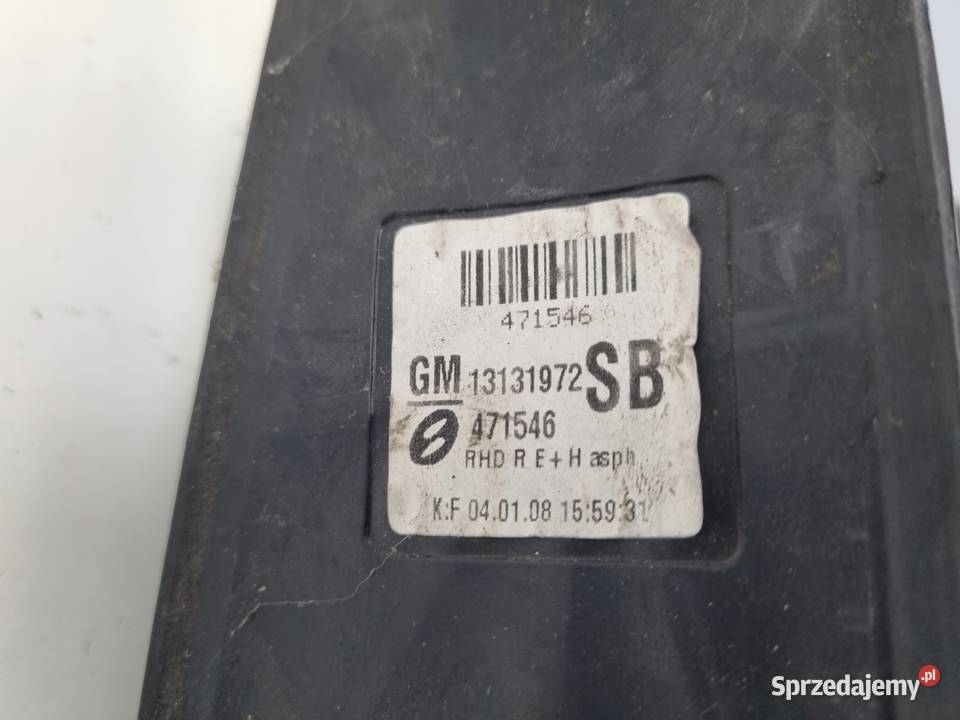 471546
GM 13131972 SB
471546
RHD R E+H asph
K:F 04.01.08 15:59:31
Sprzedajemy.pl